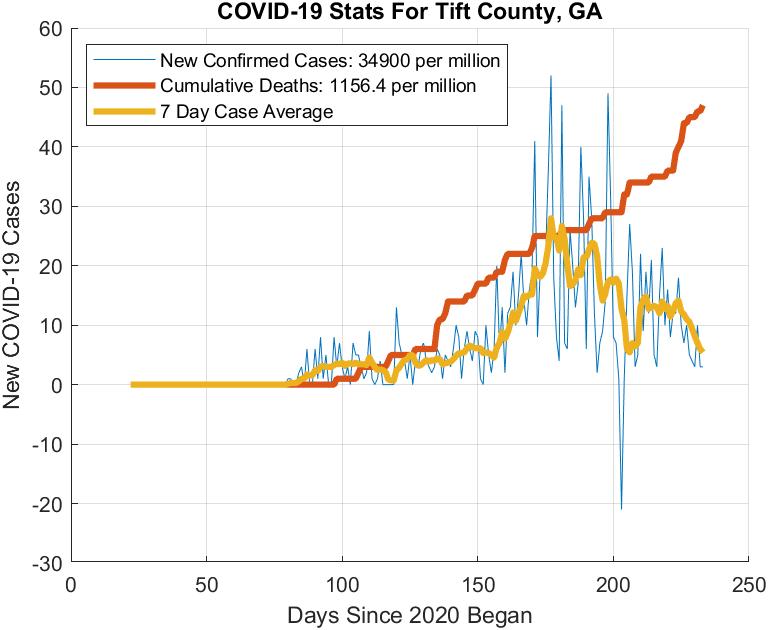 COVID-19 Stats For Tift County, GA
60
50
40
30
20
10
0
-10
-20
-30
New Confirmed Cases: 34900 per million
Cumulative Deaths: 1156.4 per million
7 Day Case Average
New COVID-19 Cases
0
50
100
150
200
250
Days Since 2020 Began